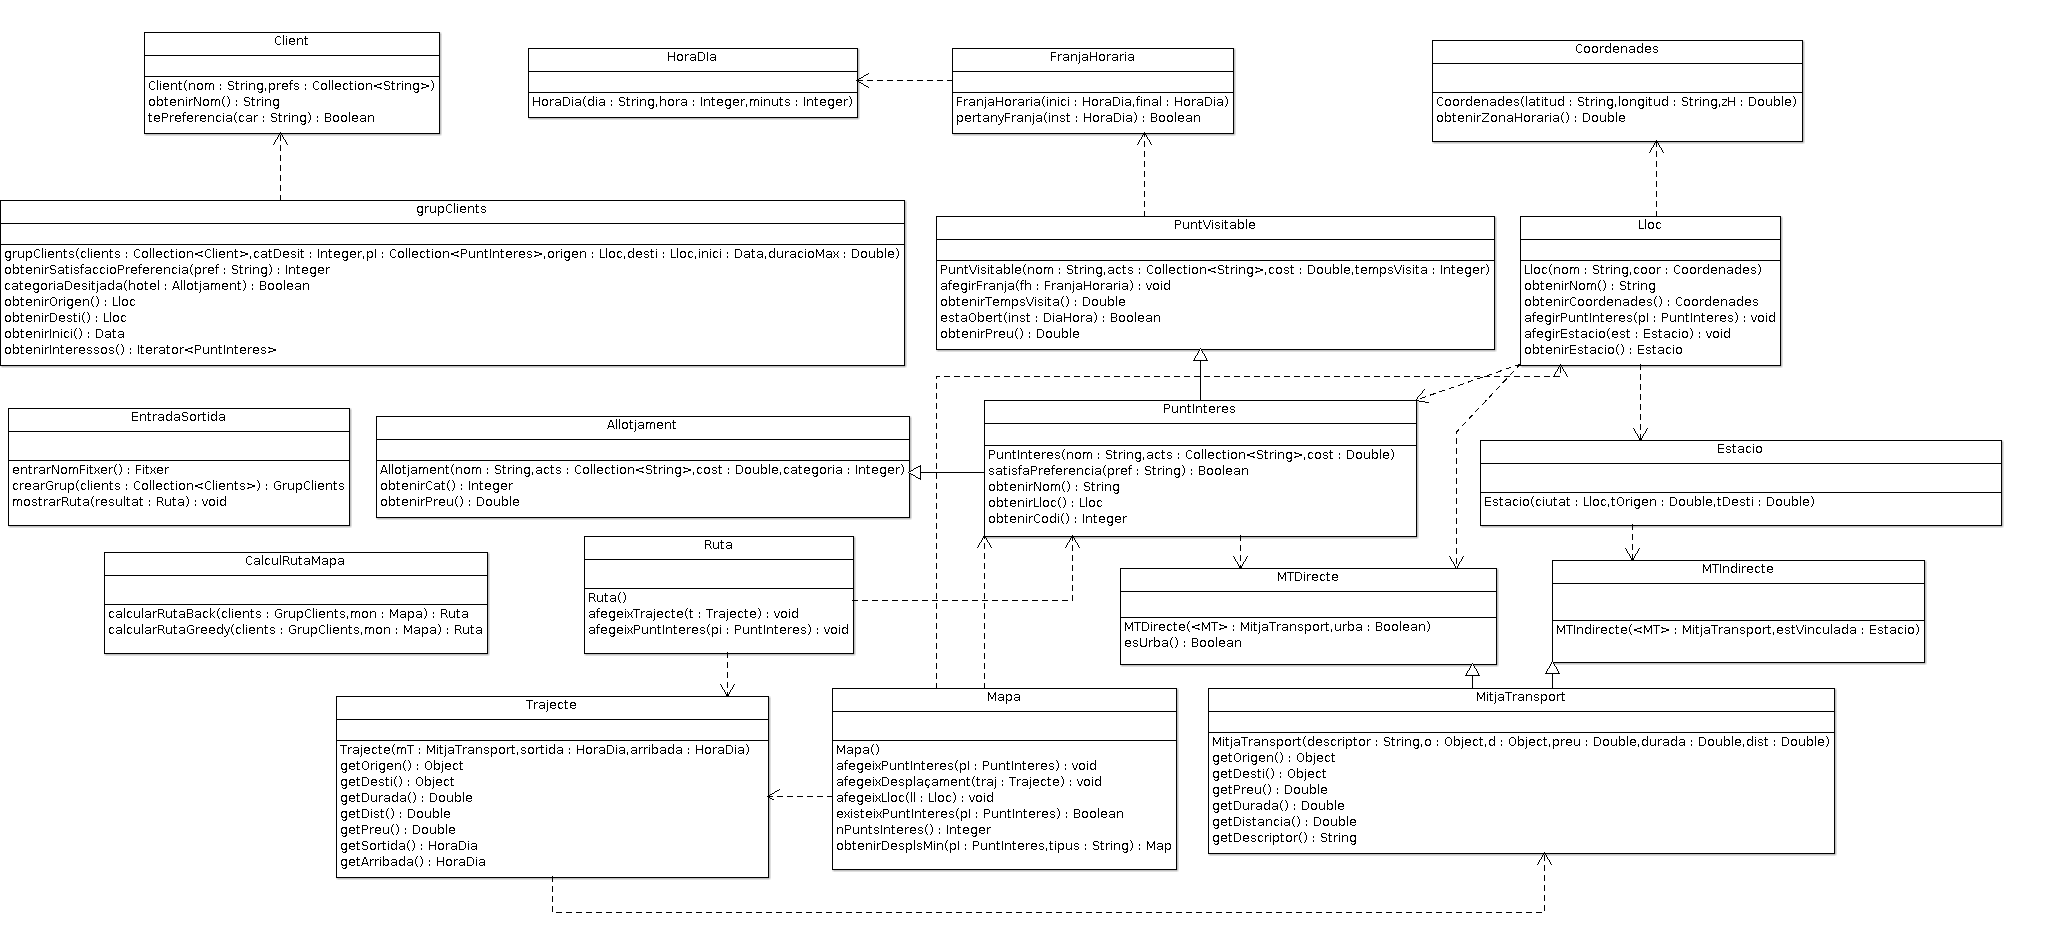 Client
Client(nom : String,prefs : Collection<String>)
obtenirNom() : String
tePreferencia(car : String) : Boolean
HoraDIa
HoraDia(dia : String,hora : Integer,minuts : Integer)
FranjaHoraria
FranjaHoraria(inici : HoraDia,final : HoraDia)
pertanyFranja(inst : HoraDia) : Boolean
Coordenades
Coordenades(latitud : String,longitud : String,zH : Double)
obtenirZonaHoraria() : Double
grupClients
grupClients(clients : Collection<Client>,catDesit : Integer,pI : Collection<PuntInteres>,origen : Lloc,desti : Lloc,inici : Data,duracioMax : Double)
obtenirSatisfaccioPreferencia(pref : String) : Integer
categoriaDesitjada(hotel : Allotjament) : Boolean
obtenirOrigen() : Lloc
obtenirDesti() : Lloc
obtenirInici() : Data
obtenirInteressos() : Iterator<PuntInteres>
PuntVisitable
PuntVisitable(nom : String,acts : Collection<String>,cost : Double,tempsVisita : Integer)
afegirFranja(fh : FranjaHoraria) : void
obtenirTempsVisita() : Double
estaObert(inst : DiaHora) : Boolean
obtenirPreu() : Double
Lloc
Lloc(nom : String,coor : Coordenades)
obtenirNom() : String
obtenirCoordenades() : Coordenades
afegirPuntInteres(pI : PuntInteres) : void
afegirEstacio(est : Estacio) : void
obtenirEstacio() : Estacio
EntradaSortida
entrarNomFitxer() : Fitxer
crearGrup(clients : Collection<Clients>) : GrupClients
mostrarRuta(resultat : Ruta) : void
Allotjament
Allotjament(nom : String,acts : Collection<String>,cost : Double,categoria : Integer)
obtenirCat() : Integer
obtenirPreu() : Double
PuntInteres
PuntInteres(nom : String,acts : Collection<String>,cost : Double)
satisfaPreferencia(pref : String) : Boolean
obtenirNom() : String
obtenirLloc() : Lloc
obtenirCodi() : Integer
Estacio
Estacio(ciutat : Lloc,tOrigen : Double,tDesti : Double)
CalculRutaMapa
calcularRutaBack(clients : GrupClients,mon : Mapa) : Ruta
calcularRutaGreedy(clients : GrupClients,mon : Mapa) : Ruta
Ruta
Ruta()
afegeixTrajecte(t : Trajecte) : void
afegeixPuntInteres(pi : PuntInteres) : void
MTDirecte
MTDirecte(<MT> : MitjaTransport,urba : Boolean)
esUrba() : Boolean
MTIndirecte
MTIndirecte(<MT> : MitjaTransport,estVinculada : Estacio)
Trajecte
Trajecte(mT : MitjaTransport,sortida : HoraDia,arribada : HoraDia)
getOrigen() : Object
getDesti() : Object
getDurada() : Double
getDist() : Double
getPreu() : Double
getSortida() : HoraDia
getArribada() : HoraDia
Mapa
Mapa()
afegeixPuntInteres(pI : PuntInteres) : void
afegeixDesplaçament(traj : Trajecte) : void
afegeixLloc(ll : Lloc) : void
existeixPuntInteres(pI : PuntInteres) : Boolean
nPuntsInteres() : Integer
obtenirDesplsMin(pI : PuntInteres,tipus : String) : Map
MitjaTransport
MitjaTransport(descriptor : String,o : Object,d : Object,preu : Double,durada : Double,dist : Double)
getOrigen() : Object
getDesti() : Object
getPreu() : Double
getDurada() : Double
getDistancia() : Double
getDescriptor() : String